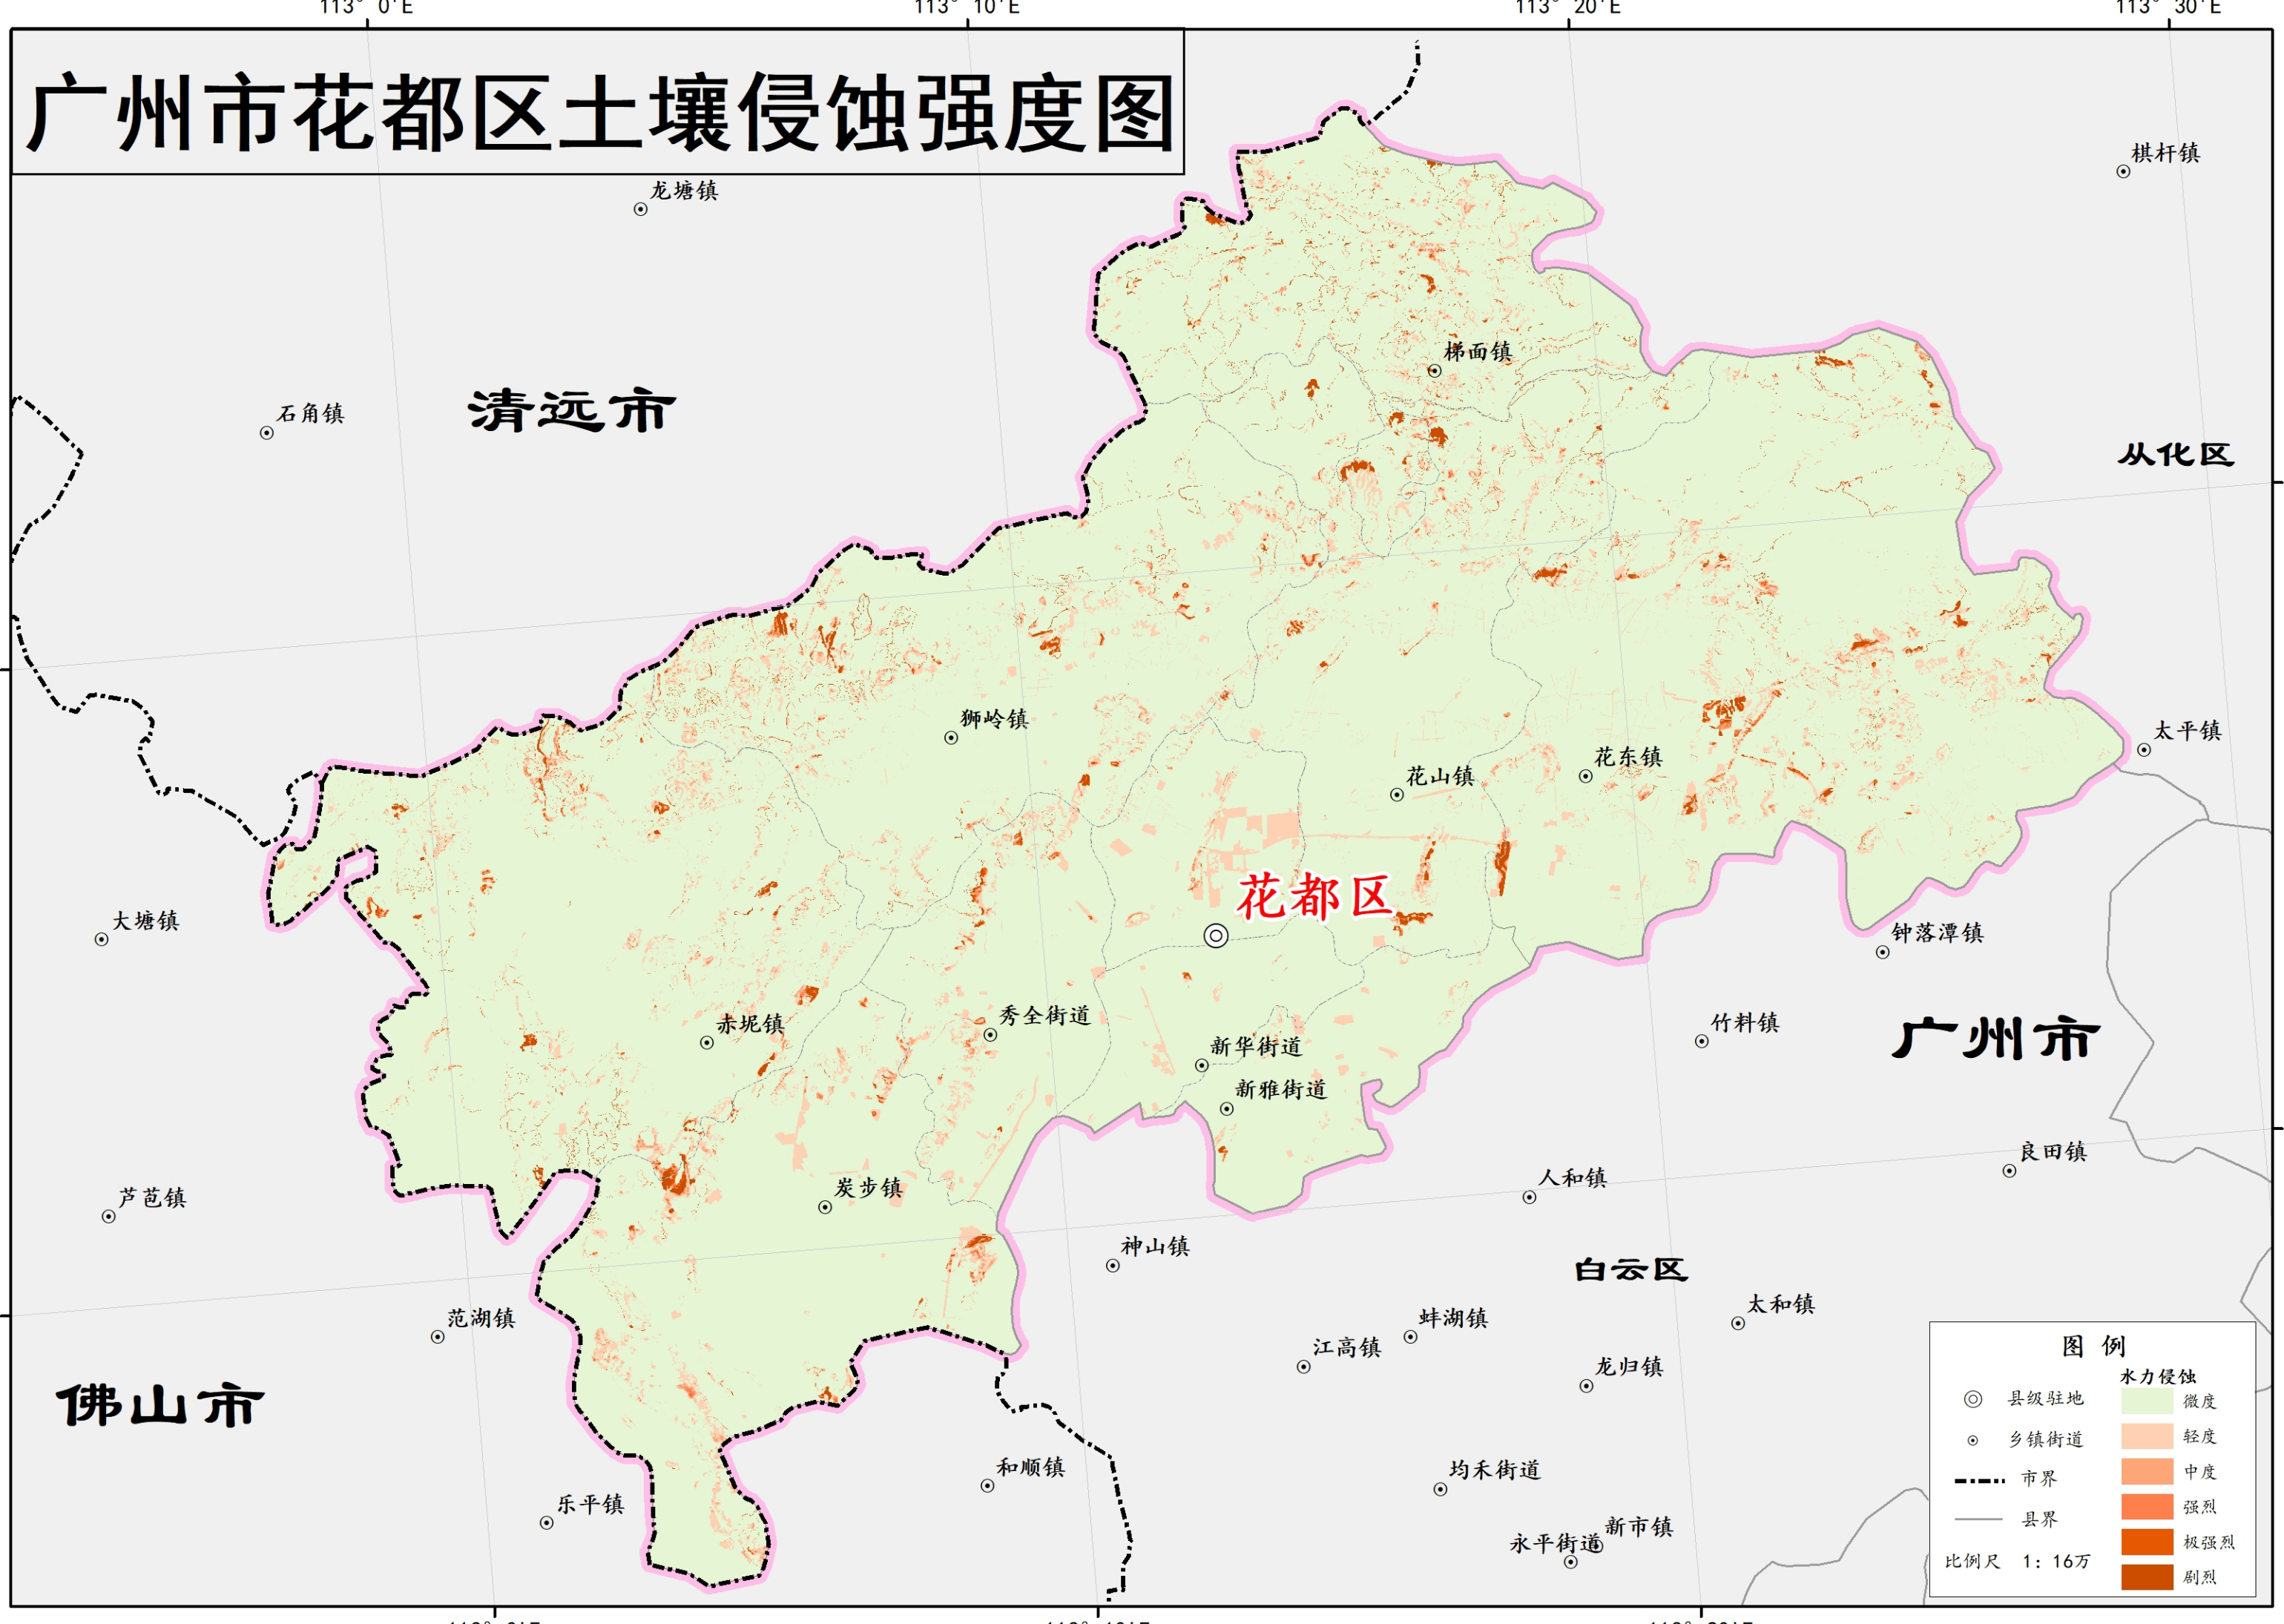 113° 0'E
113° 10'E
113° 20'E
113° 30'E
广州市花都区土壤侵蚀强度图
棋杆镇
龙塘镇
梯面镇
石角镇
清远市
从化区
狮岭镇
太平镇
花东镇
花山镇
花都区
大塘镇
钟落潭镇
秀全街道
赤坭镇
竹料镇
广州市
新华街道
新雅街道
良田镇
人和镇
芦苞镇
炭步镇
神山镇
白云区
太和镇
范湖镇
蚌湖镇
江高镇
龙归镇
佛山市
和顺镇
均禾街道
乐平镇
新市镇
永平街道
图 例
水力侵蚀
县级驻地
微度
乡镇街道
轻度
市界
中度
县界
强烈
极强烈
比例尺 1: 16万
剧烈